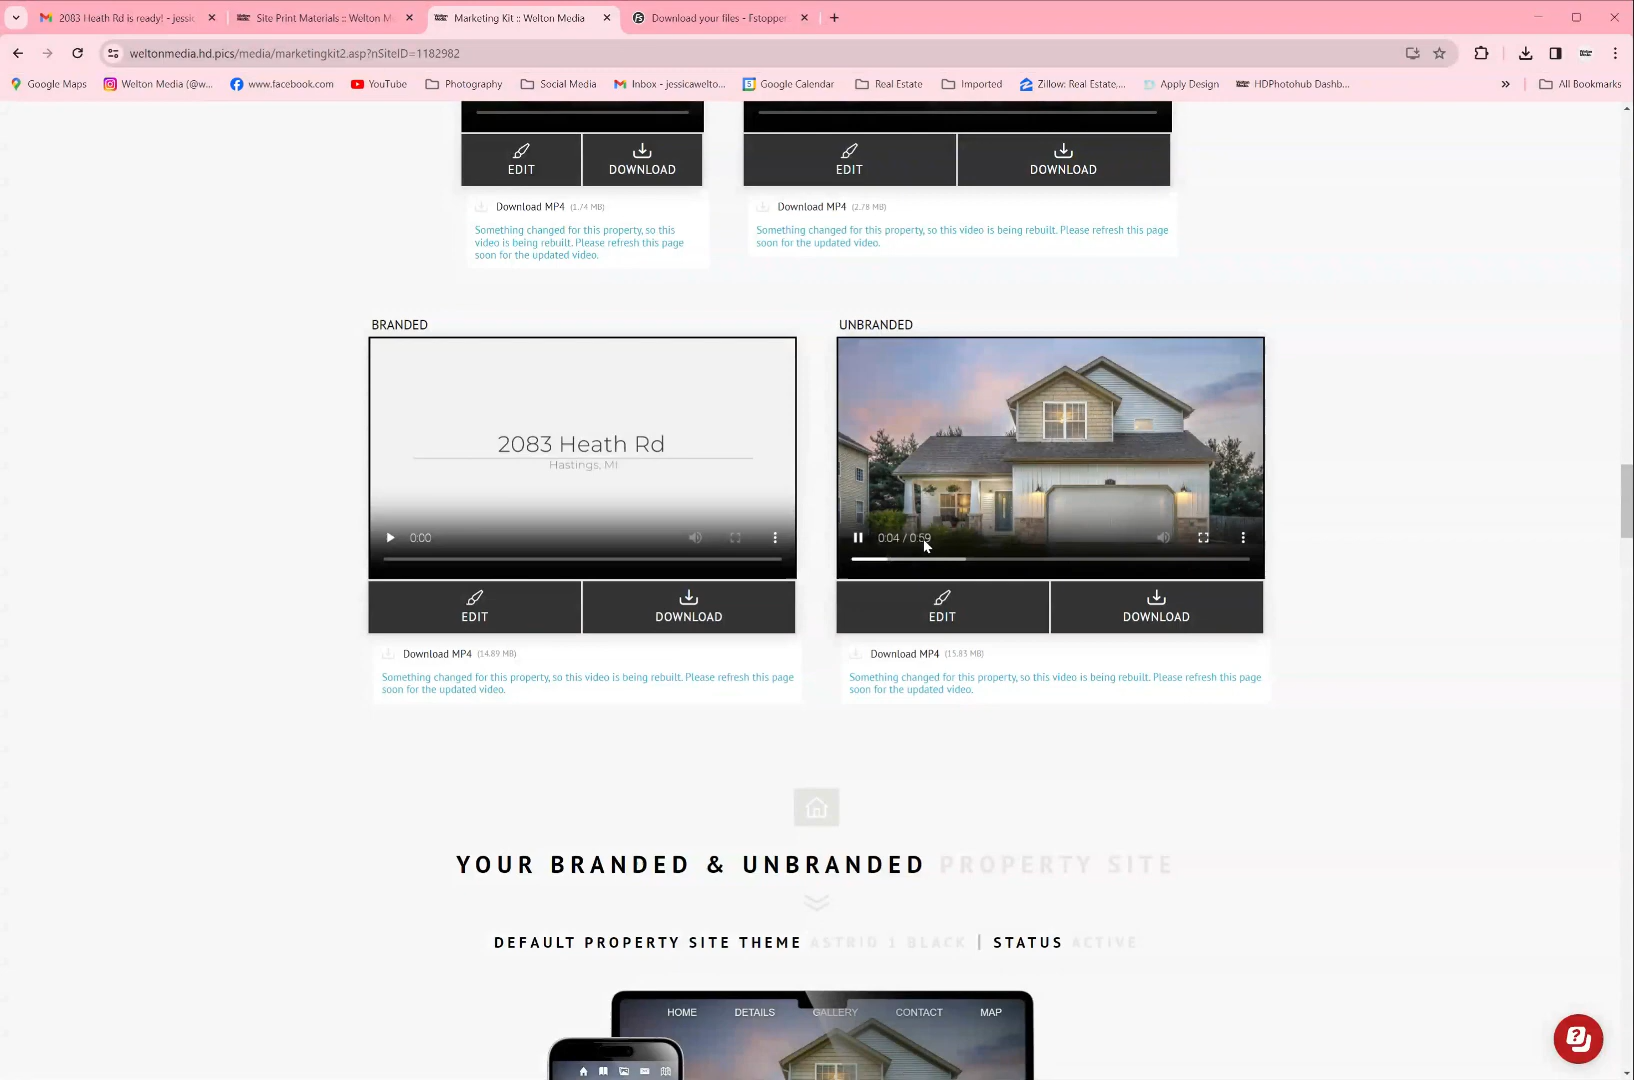 2083 Heath Rd is ready! - jessic
Site Print Materials :: Welton M
Marketing Kit :: Welton Media
Download your files - Fstopper
weltonmedia.hd.pics/media/marketingkit2.asp?nSiteID=1182982
Google Maps
Welton Media (@w...
www.facebook.com
YouTube
Photography
Social Media
Inbox - jessicawelto...
Google Calendar
Real Estate
Imported
Zillow: Real Estate,...
Apply Design
HDPhotohub Dashb...
All Bookmarks
EDIT
DOWNLOAD
EDIT
DOWNLOAD
Download MP4 (1.74 MB)
Something changed for this property, so this
video is being rebuilt. Please refresh this page
soon for the updated video.
Download MP4 (2.78 MB)
Something changed for this property, so this video is being rebuilt. Please refresh this page
soon for the updated video.
BRANDED
2083 Heath Rd
Hastings, MI
0:00
EDIT
DOWNLOAD
Download MP4 (14.89 MB)
Something changed for this property, so this video is being rebuilt. Please refresh this page
soon for the updated video.
UNBRANDED
0:04 / 0:59
EDIT
DOWNLOAD
Download MP4 (15.83 MB)
Something changed for this property, so this video is being rebuilt. Please refresh this page
soon for the updated video.
YOUR BRANDED & UNBRANDED PROPERTY SITE
DEFAULT PROPERTY SITE THEME ASTRID 1 BLACK | STATUS ACTIVE
HOME DETAILS GALLERY CONTACT MAP